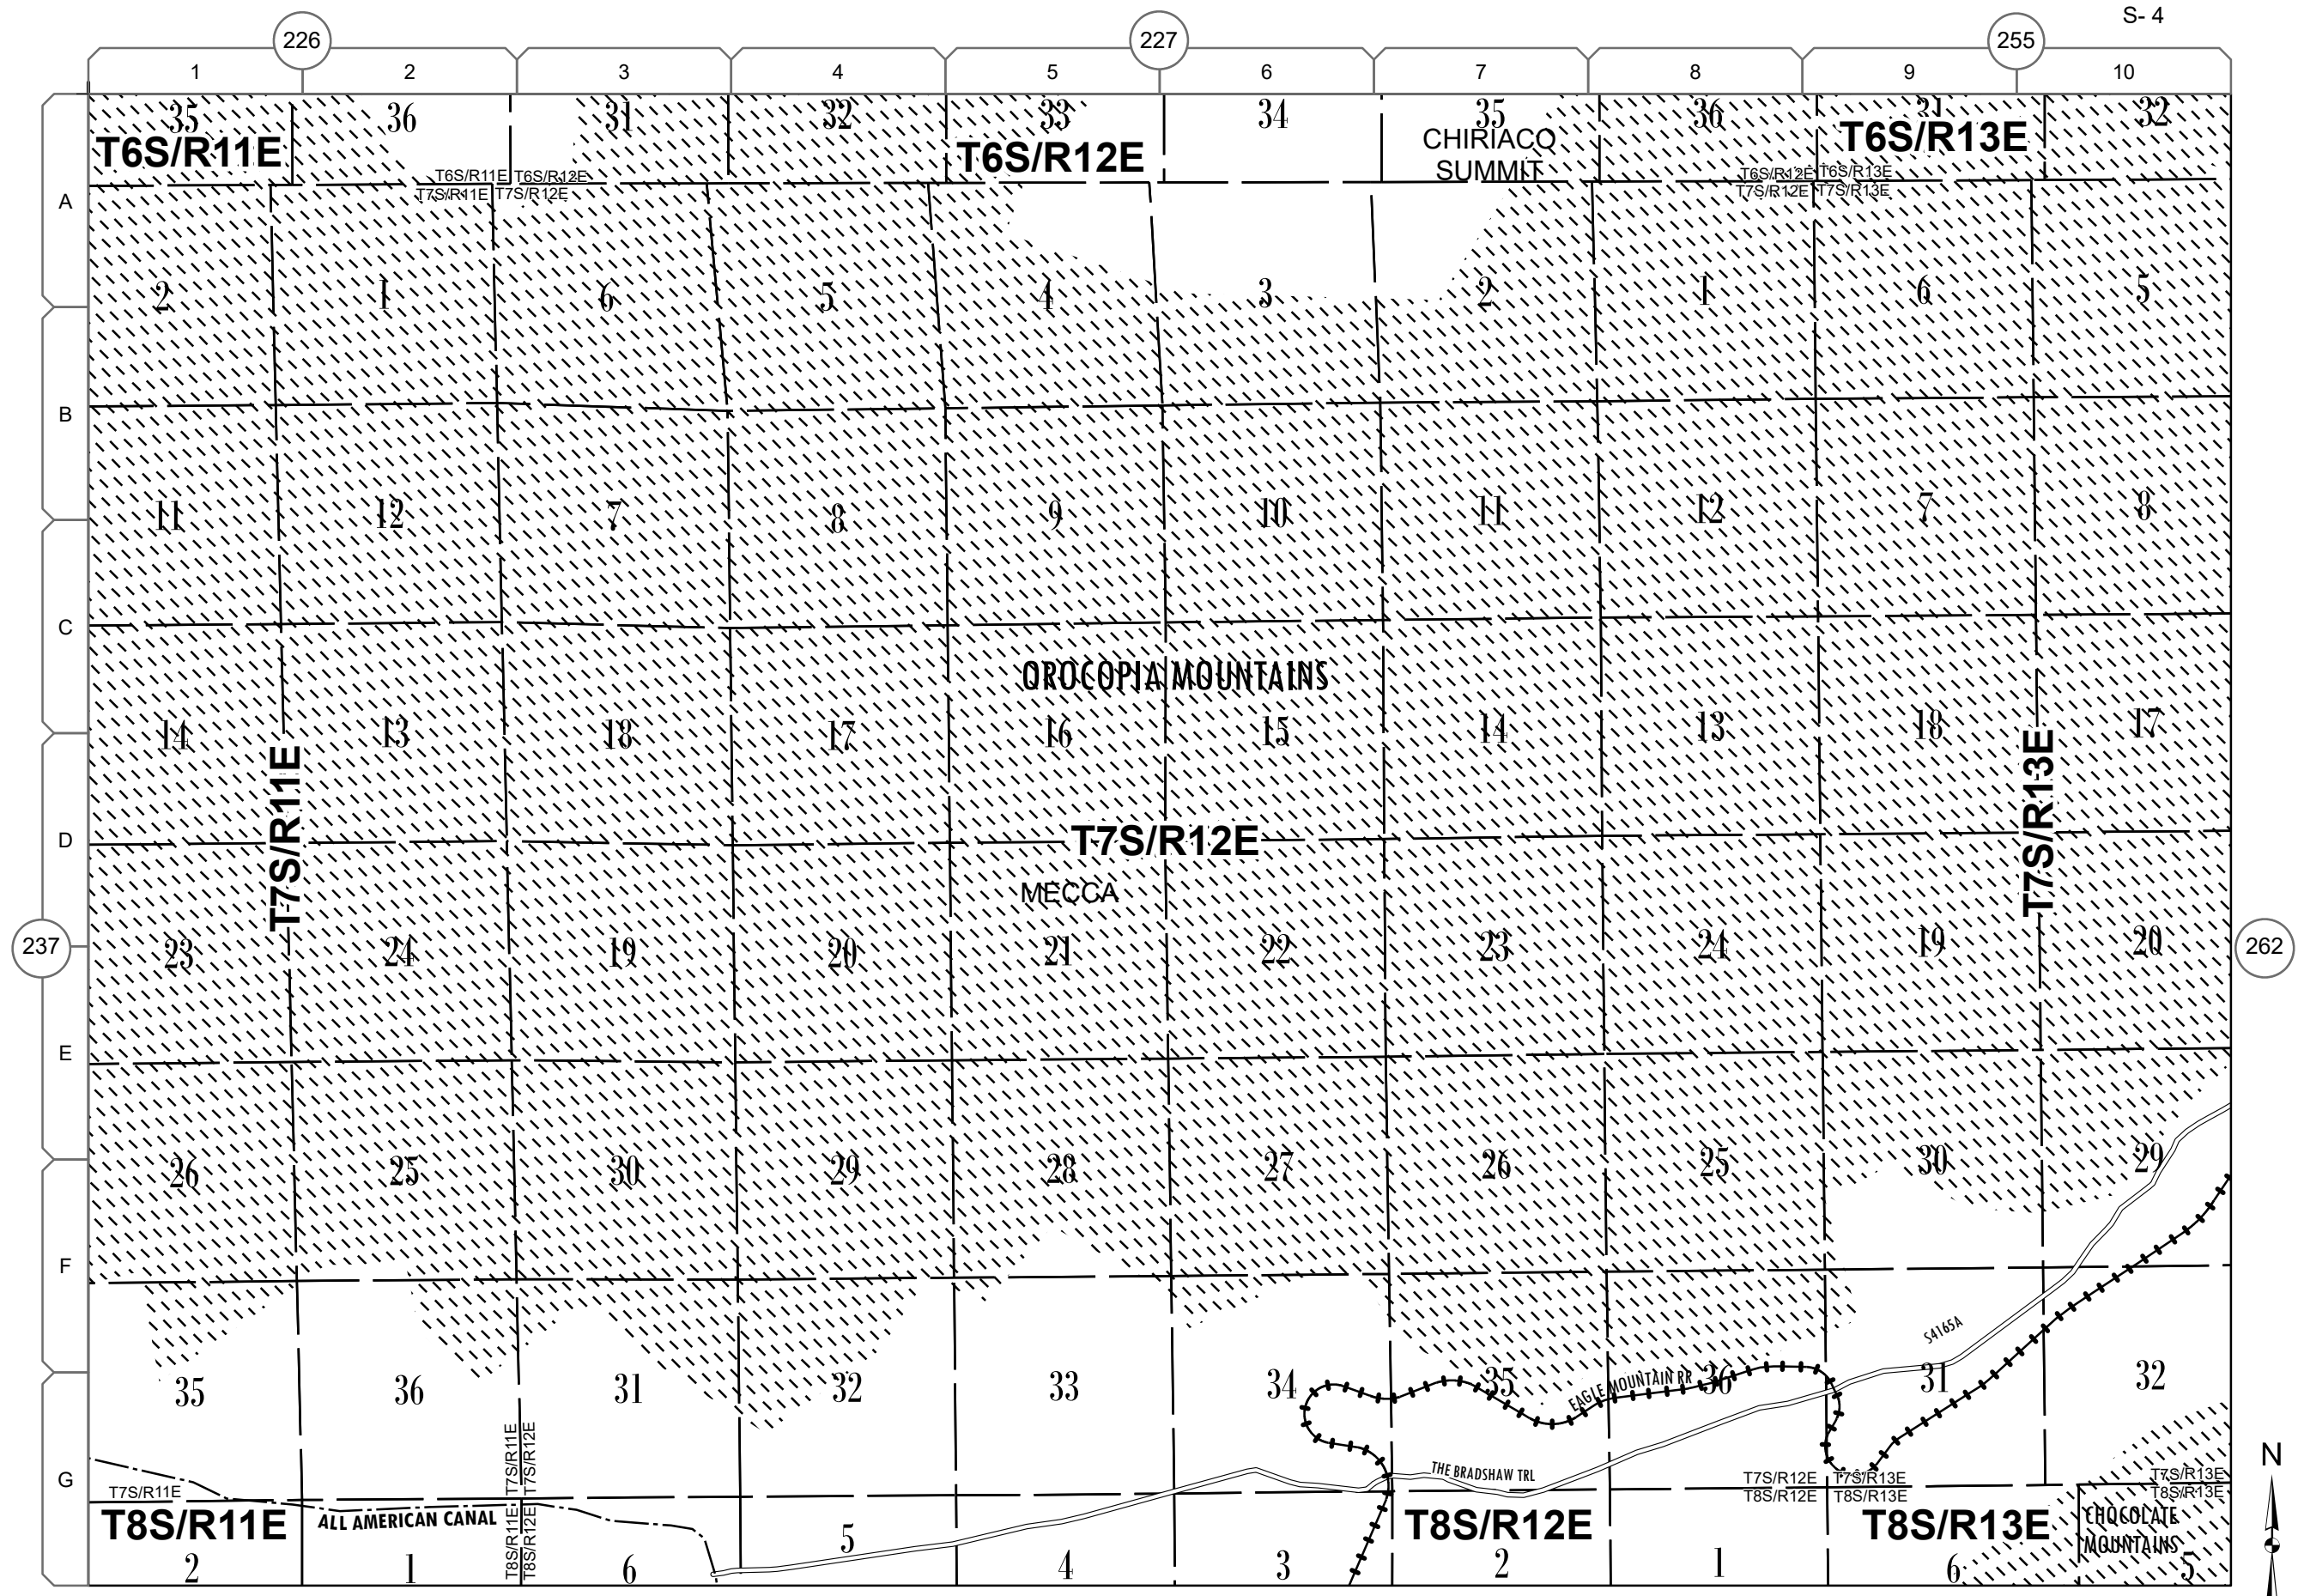 S- 4
226 227 255
1 2 3 4 5 6 7 8 9 10
35 36 31 32 33 34 35 36 31 32
T6S/R11E T6S/R12E CHIRIACO T6S/R13E
SUMMIT
T6S/R11E T6S/R12E T6S/R12E T6S/R13E
T7S/R11E T7S/R12E T7S/R12E T7S/R13E
A
2 1 6 5 4 3 2 1 6 5
B
11 12 7 8 9 10 11 12 7 8
C
OROCOPIA MOUNTAINS
14 13 18 17 16 15 14 13 18 17
T7S/R11E
T7S/R13E
D
T7S/R12E
MECCA
237 262
23 24 19 20 21 22 23 24 19 20
E
26 25 30 29 28 27 26 25 30 29
F
S4165A
35 36 31 32 33 34 35 36 31 32
EAGLE MOUNTAIN RR
T7S/R11E T7S/R12E
G
THE BRADSHAW TRL
N
T7S/R11E T7S/R12E T7S/R13E T7S/R13E
T8S/R12E T8S/R13E T8S/R13E
T8S/R11E ALL AMERICAN CANAL T8S/R12E T8S/R13E
T8S/R11E T8S/R12E
CHOCOLATE
MOUNTAINS
2 1 6 5 4 3 2 1 6 5